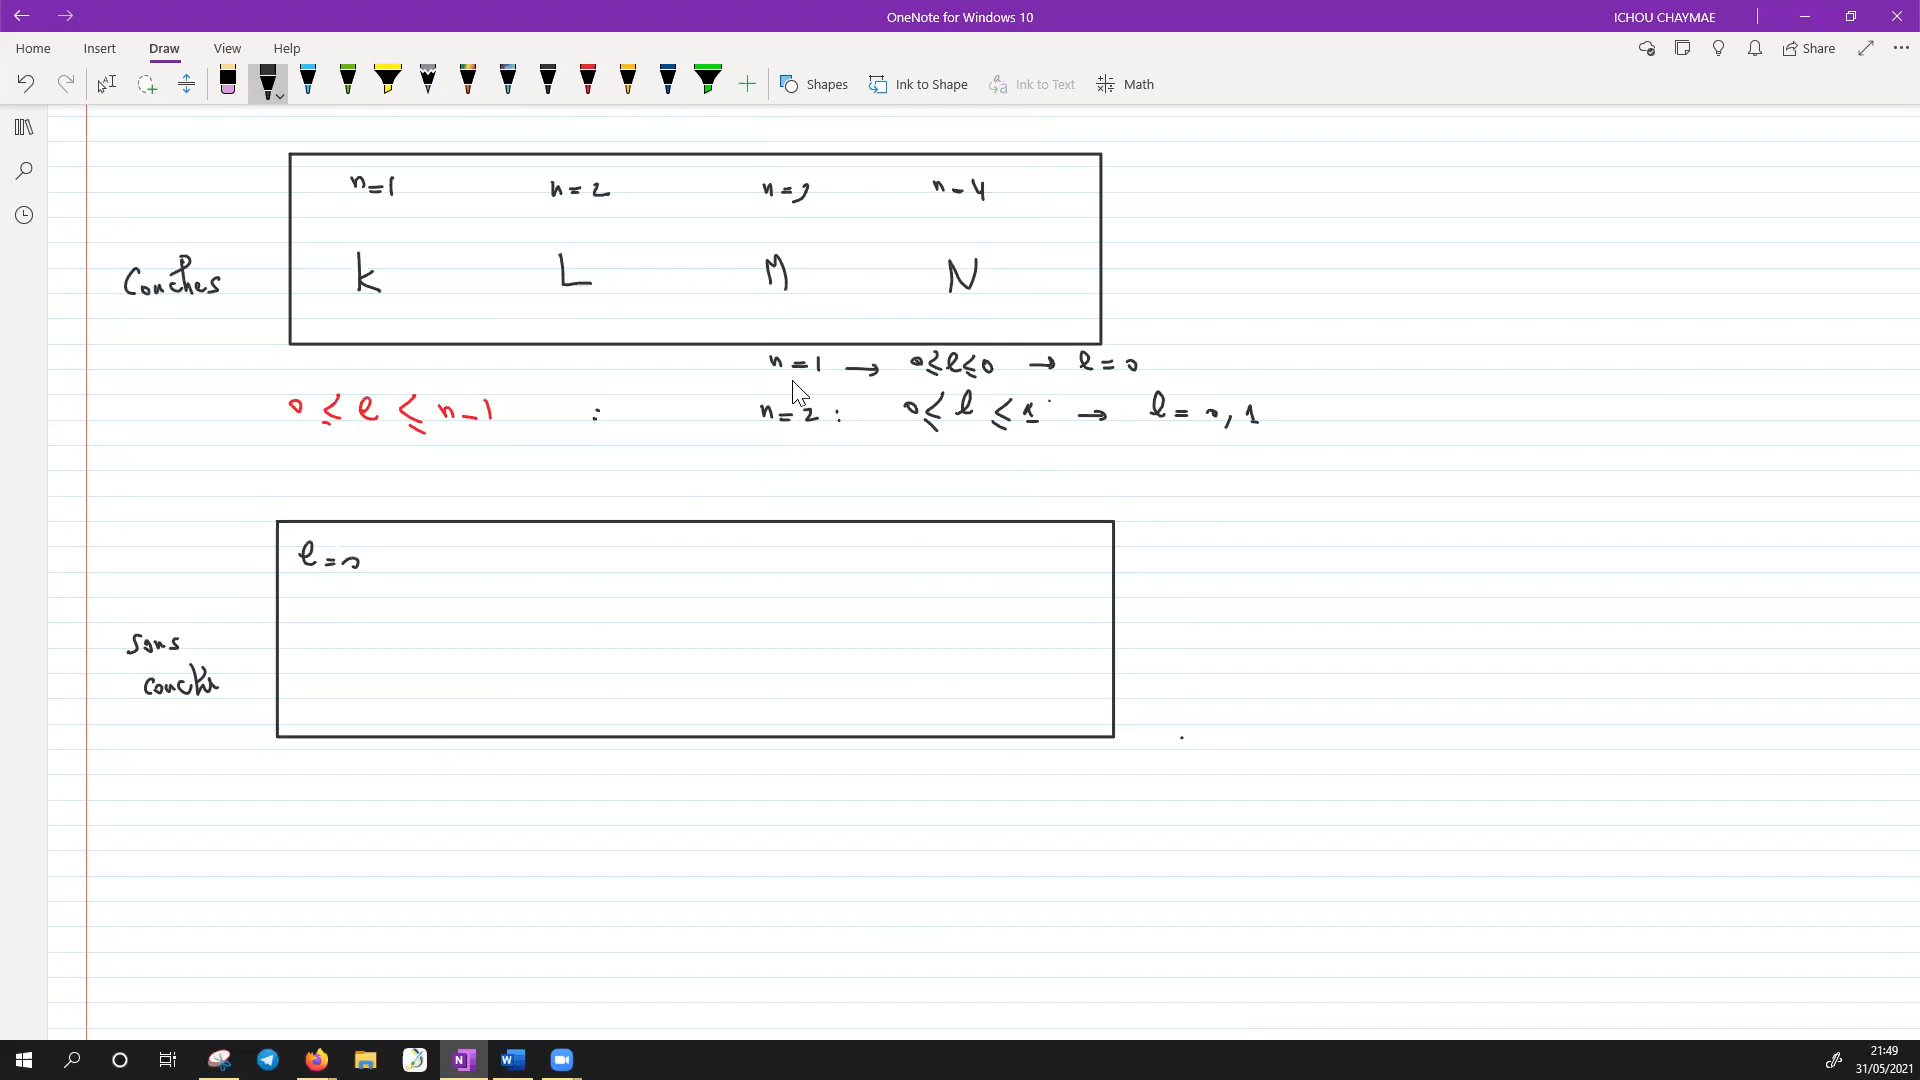 OneNote for Windows 10
ICHOU CHAYMAE
Home Insert Draw View Help
Share
Shapes
Ink to Shape
Ink to Text
Math
n=1 n=2 n=3 n-4
Couches
K L M N
n=1 → 0≤l≤0 → l=0
0 ≤ l ≤ n-1 : n=2 : 0≤ l ≤1 → l= 0, 1
l=0
Sous
couche
21:49
31/05/2021